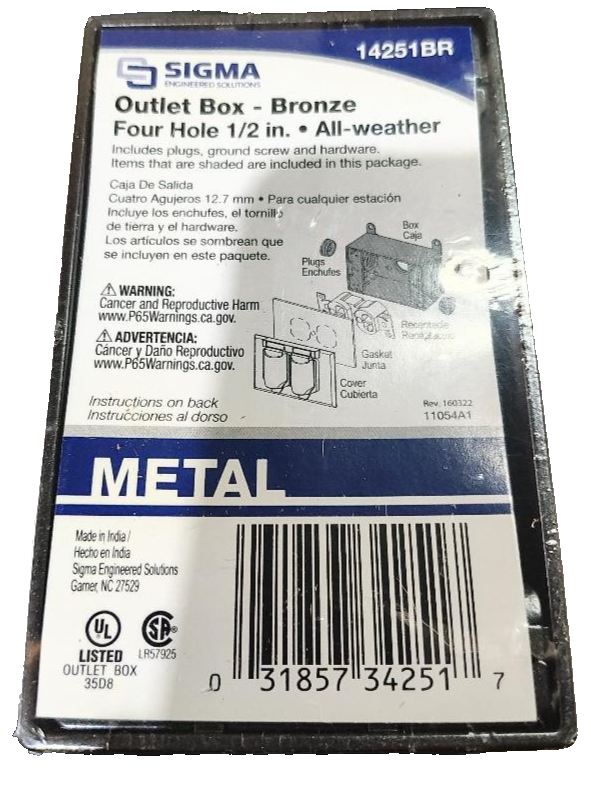 14251BR
SIGMA
ENGINEERED SOLUTIONS
Outlet Box - Bronze
Four Hole 1/2 in. • All-weather
Includes plugs, ground screw and hardware.
Items that are shaded are included in this package.
Caja De Salida
Cuatro Agujeros 12.7 mm • Para cualquier estación
Incluye los enchufes, el tornillo
de tierra y el hardware.
Los artículos se sombrean que
se incluyen en este paquete.
Box
Caja
Plugs
Enchufes
⚠ WARNING:
Cancer and Reproductive Harm
www.P65Warnings.ca.gov.
⚠ ADVERTENCIA:
Cáncer y Daño Reproductivo
www.P65Warnings.ca.gov.
Gasket
Junta
Cover
Cubierta
Instructions on back
Instrucciones al dorso
Rev. 160322
11054A1
METAL
Made in India /
Hecho en India
Sigma Engineered Solutions
Garner, NC 27529
UL
LISTED
OUTLET BOX
35D8
SA
LR57925
0 31857 34251 7